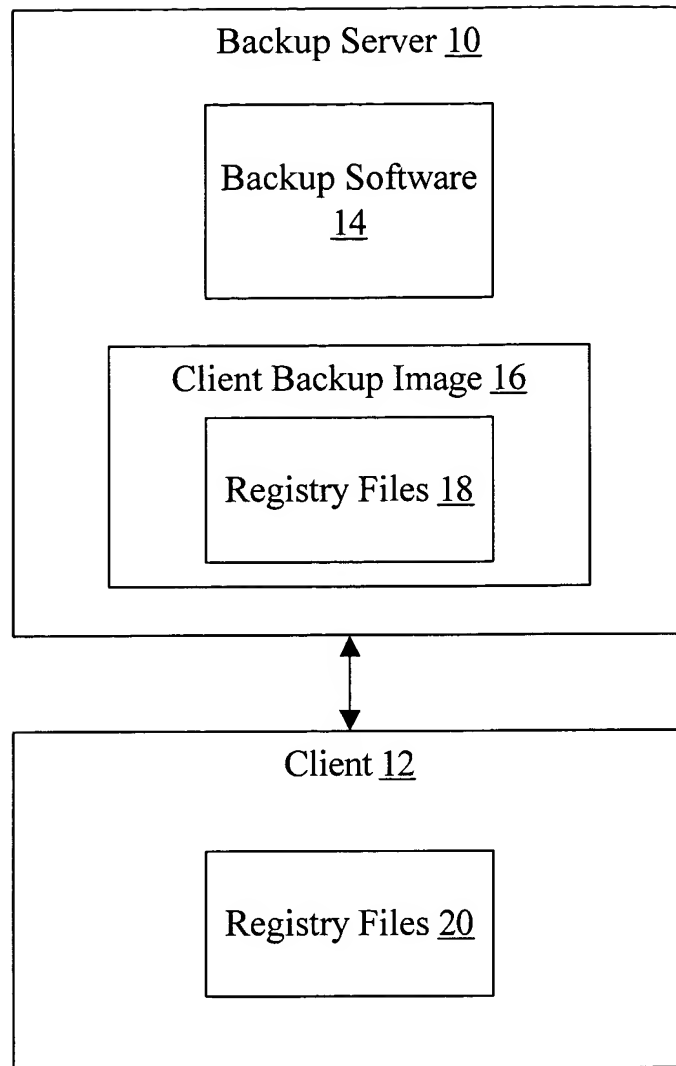 Backup Server 10
Backup Software
14
Client Backup Image 16
Registry Files 18
Client 12
Registry Files 20